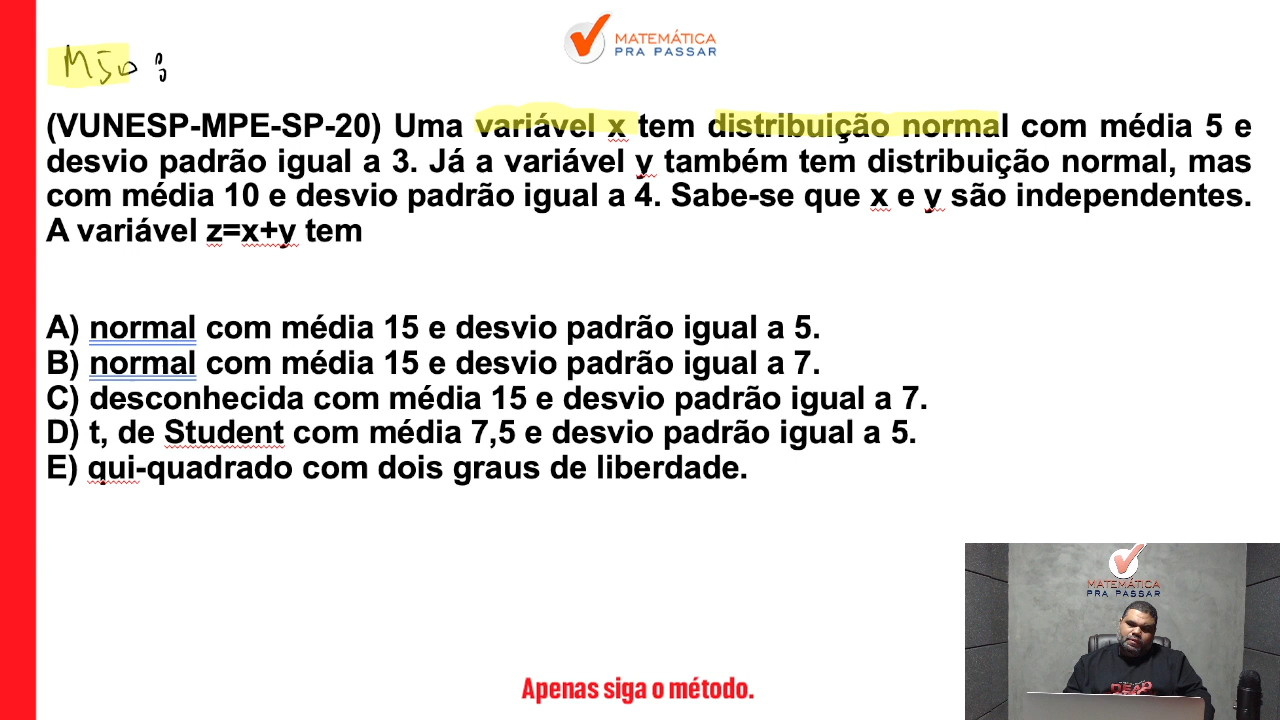 MATEMÁTICA
PRA PASSAR
(VUNESP-MPE-SP-20) Uma variável x tem distribuição normal com média 5 e
desvio padrão igual a 3. Já a variável y também tem distribuição normal, mas
com média 10 e desvio padrão igual a 4. Sabe-se que x e y são independentes.
A variável z=x+y tem
A) normal com média 15 e desvio padrão igual a 5.
B) normal com média 15 e desvio padrão igual a 7.
C) desconhecida com média 15 e desvio padrão igual a 7.
D) t, de Student com média 7,5 e desvio padrão igual a 5.
E) qui-quadrado com dois graus de liberdade.
MATEMÁTICA
PRA PASSAR
Apenas siga o método.